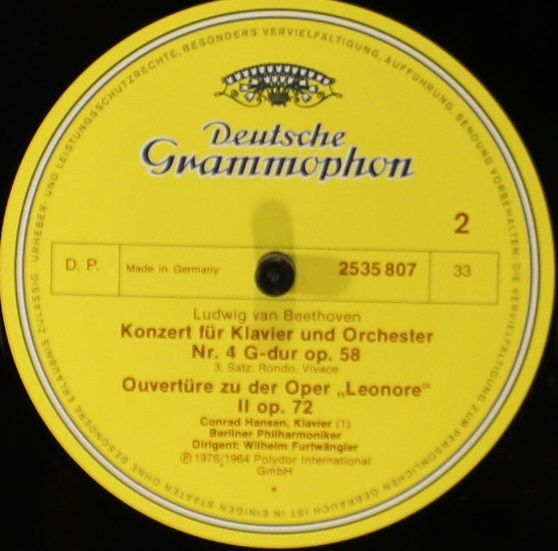 Deutsche
Grammophon
2
D. P.
Made in Germany
2535 807
33
Ludwig van Beethoven
Konzert für Klavier und Orchester
Nr. 4 G-dur op. 58
3. Satz: Rondo. Vivace
Ouvertüre zu der Oper „Leonore“
II op. 72
Conrad Hansen, Klavier (1)
Berliner Philharmoniker
Dirigent: Wilhelm Furtwängler
Ⓟ 1976/1964 Polydor International
GmbH
URHEBER- UND LEISTUNGSSCHUTZRECHTE, BESONDERS VERVIELFÄLTIGUNG, AUFFÜHRUNG, SENDUNG VORBEHALTEN! DIE VERVIELFÄLTIGUNG ZUM PERSÖNLICHEN GEBRAUCH IST IN EINIGEN STAATEN OHNE BESONDERE ERLAUBNIS ZULÄSSIG.